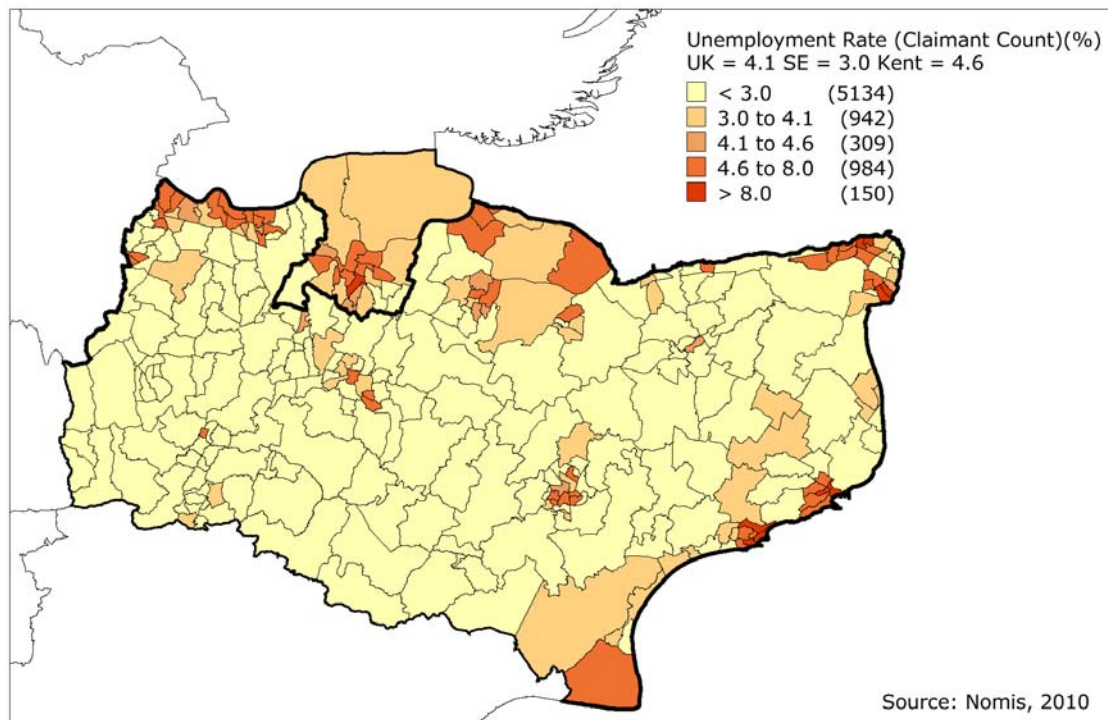 Unemployment Rate (Claimant Count)(%)
UK = 4.1 SE = 3.0 Kent = 4.6
< 3.0 (5134)
3.0 to 4.1 (942)
4.1 to 4.6 (309)
4.6 to 8.0 (984)
> 8.0 (150)
Source: Nomis, 2010